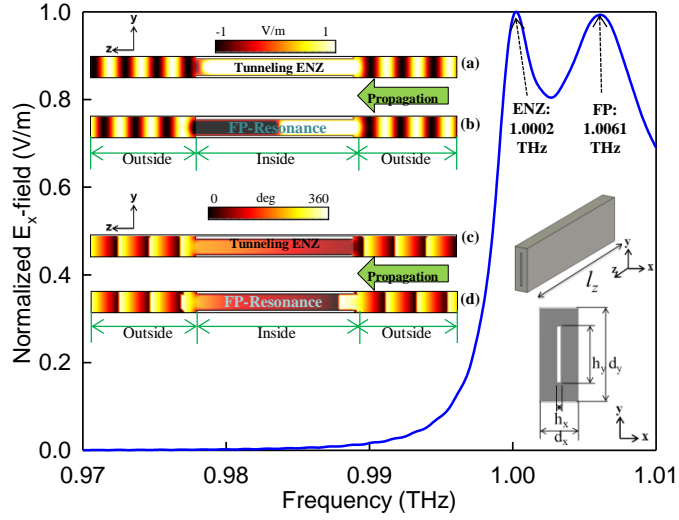 Normalized Ex-field (V/m)
1.0
0.8
0.6
0.4
0.2
0.0
y
z
V/m
-1
1
Tunneling ENZ
(a)
Propagation
FP-Resonance
(b)
Outside
Inside
Outside
y
z
0
deg
360
Tunneling ENZ
(c)
Propagation
FP-Resonance
(d)
Outside
Inside
Outside
ENZ:
1.0002
THz
FP:
1.0061
THz
lz
y
z
x
hy
dy
hx
dx
y
x
0.97
0.98
0.99
1.00
1.01
Frequency (THz)